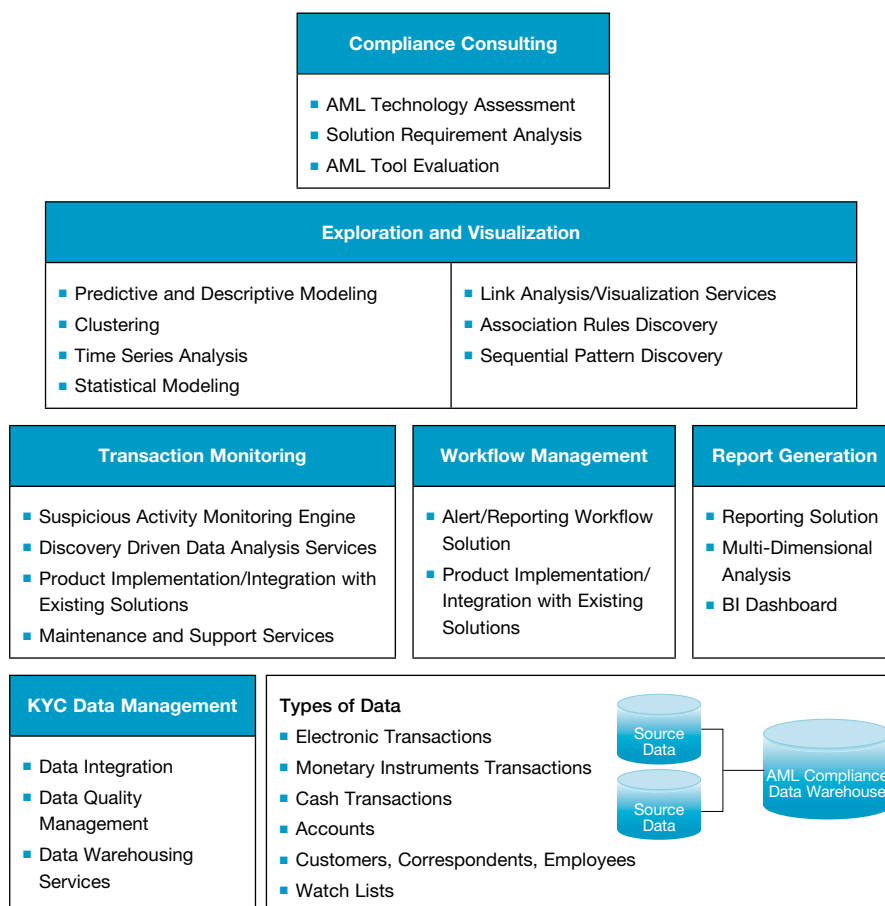 Compliance Consulting
■ AML Technology Assessment
■ Solution Requirement Analysis
■ AML Tool Evaluation
Exploration and Visualization
■ Predictive and Descriptive Modeling
■ Clustering
■ Time Series Analysis
■ Statistical Modeling
■ Link Analysis/Visualization Services
■ Association Rules Discovery
■ Sequential Pattern Discovery
Transaction Monitoring
■ Suspicious Activity Monitoring Engine
■ Discovery Driven Data Analysis Services
■ Product Implementation/Integration with
Existing Solutions
■ Maintenance and Support Services
Workflow Management
■ Alert/Reporting Workflow
Solution
■ Product Implementation/
Integration with Existing
Solutions
Report Generation
■ Reporting Solution
■ Multi-Dimensional
Analysis
■ BI Dashboard
KYC Data Management
■ Data Integration
■ Data Quality
Management
■ Data Warehousing
Services
Types of Data
■ Electronic Transactions
■ Monetary Instruments Transactions
■ Cash Transactions
■ Accounts
■ Customers, Correspondents, Employees
■ Watch Lists
Source
Data
Source
Data
AML Compliance
Data Warehouse